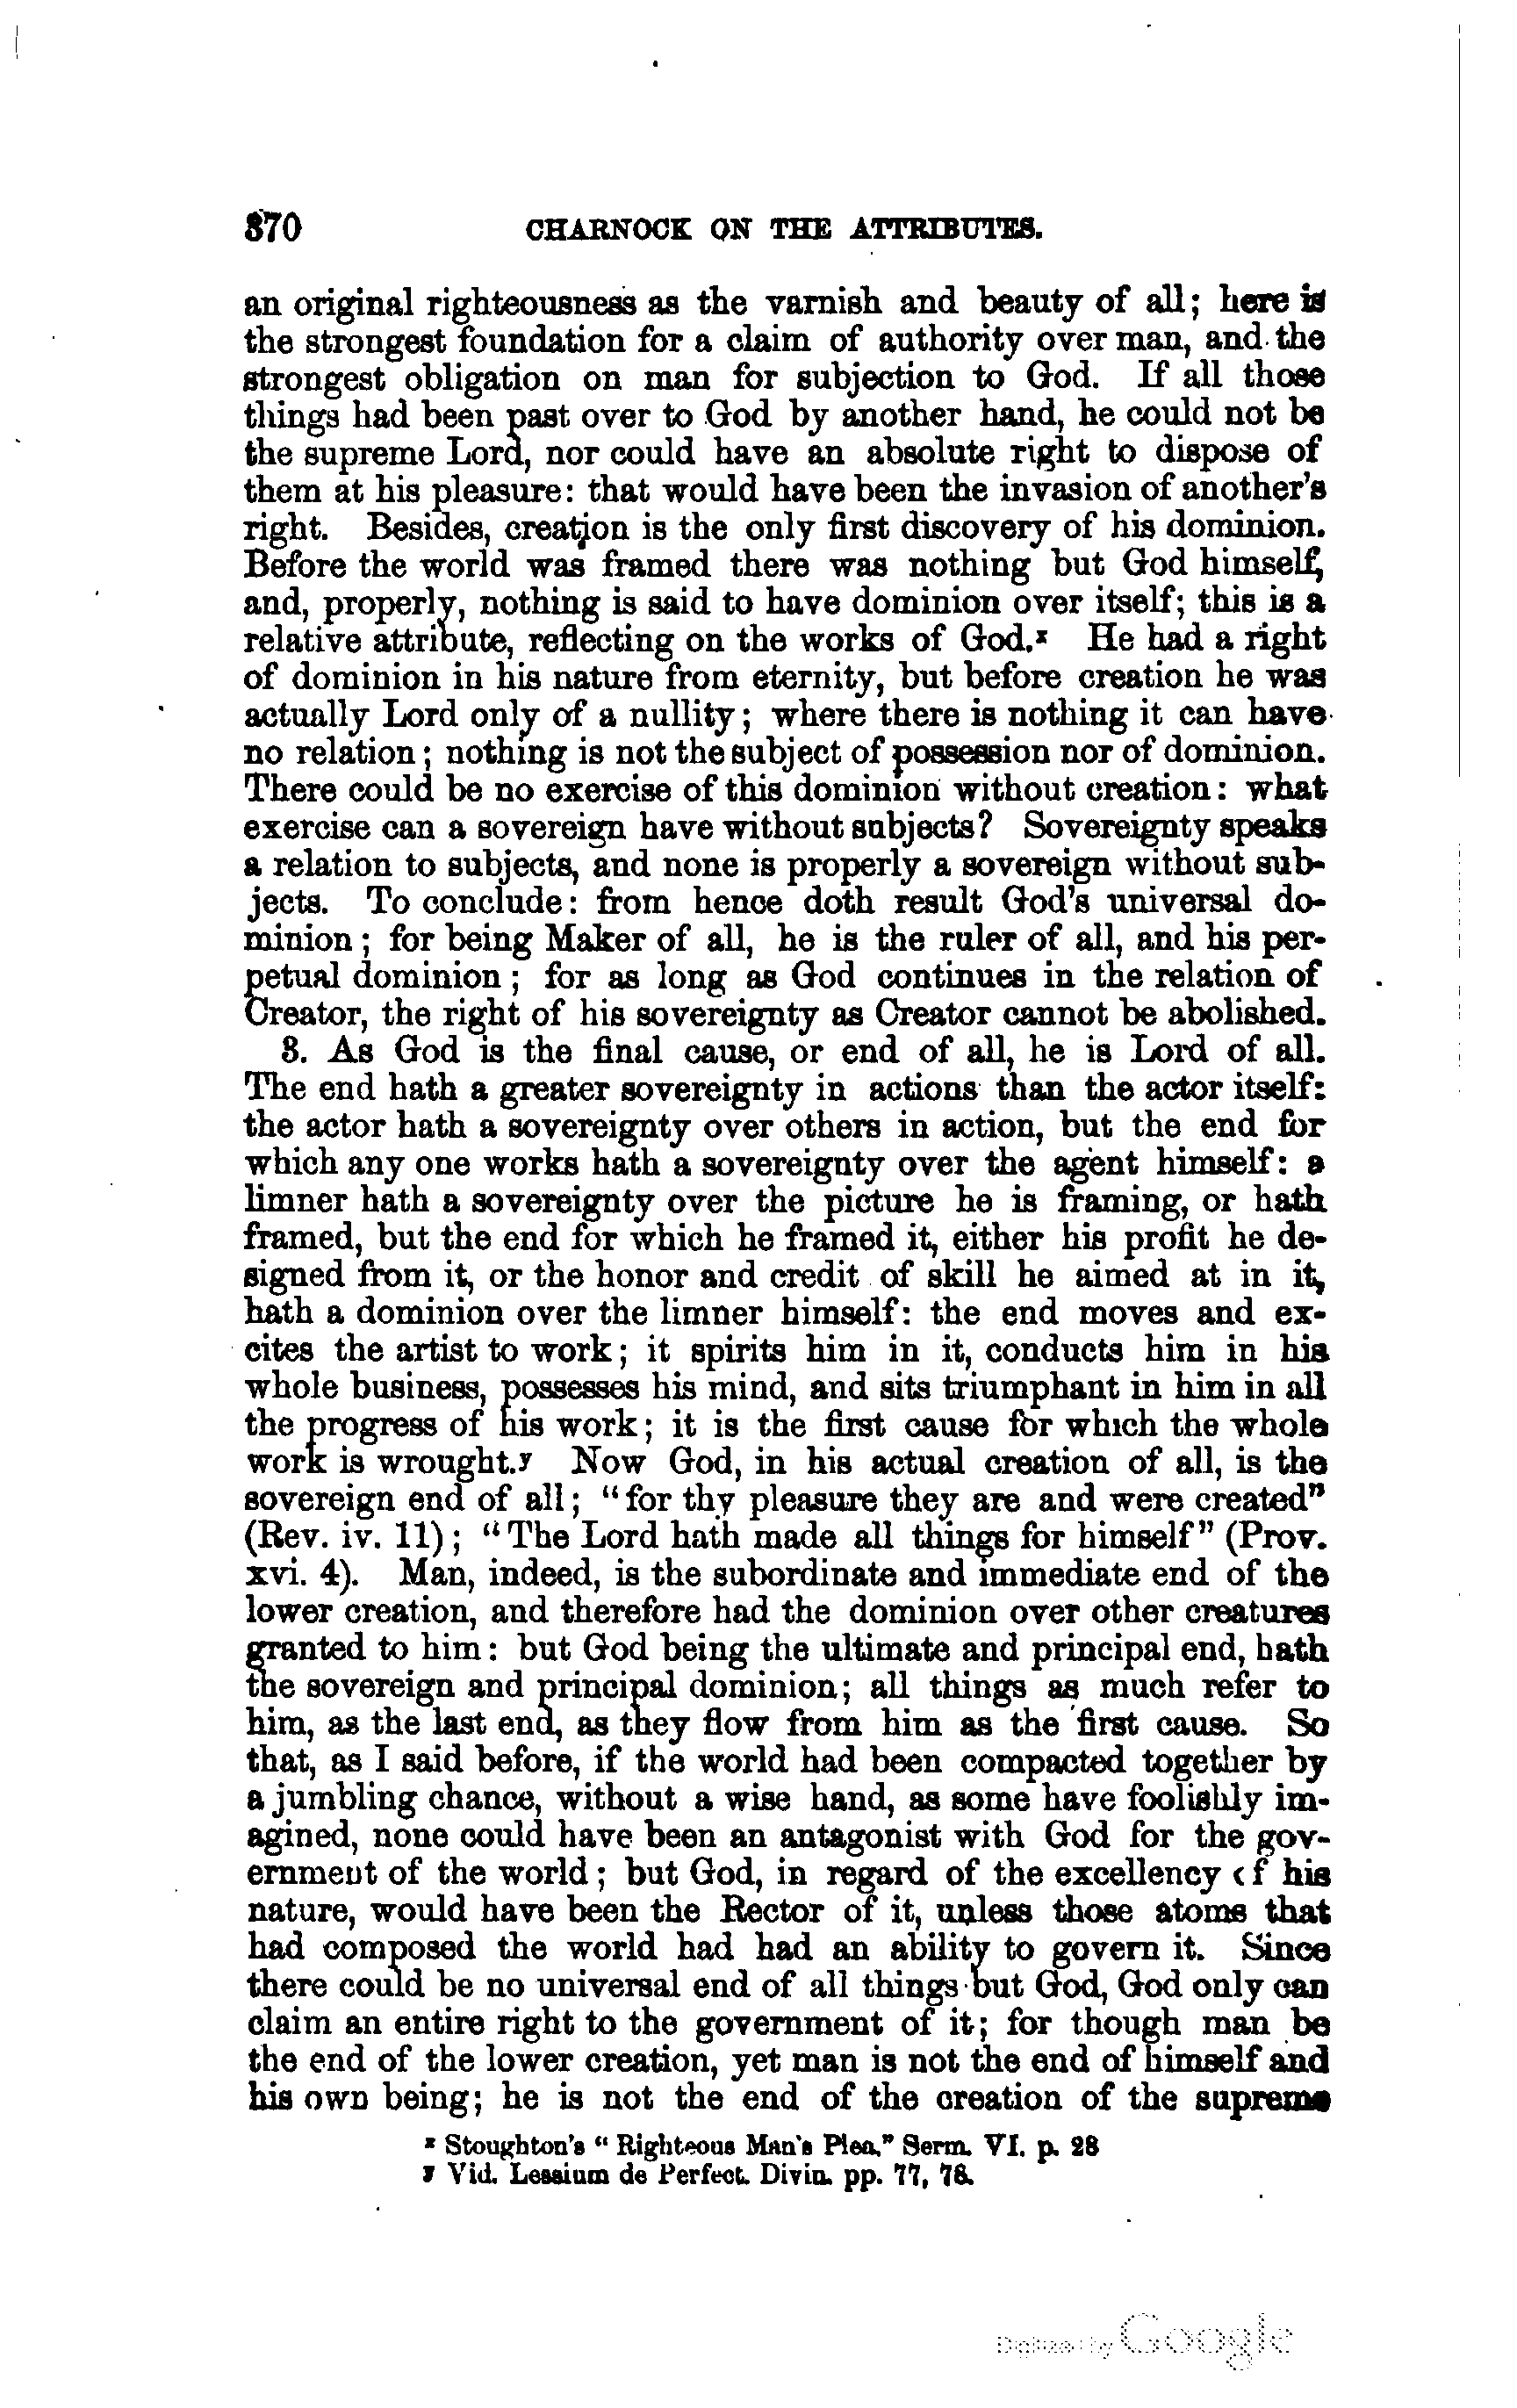 370 CHARNOCK ON THE ATTRIBUTES.
an original righteousness as the varnish and beauty of all; here is
the strongest foundation for a claim of authority over man, and the
strongest obligation on man for subjection to God. If all those
things had been past over to God by another hand, he could not be
the supreme Lord, nor could have an absolute right to dispose of
them at his pleasure: that would have been the invasion of another's
right. Besides, creation is the only first discovery of his dominion.
Before the world was framed there was nothing but God himself,
and, properly, nothing is said to have dominion over itself; this is a
relative attribute, reflecting on the works of God.x He had a right
of dominion in his nature from eternity, but before creation he was
actually Lord only of a nullity; where there is nothing it can have
no relation; nothing is not the subject of possession nor of dominion.
There could be no exercise of this dominion without creation: what
exercise can a sovereign have without subjects? Sovereignty speaks
a relation to subjects, and none is properly a sovereign without sub-
jects. To conclude: from hence doth result God's universal do-
minion; for being Maker of all, he is the ruler of all, and his per-
petual dominion; for as long as God continues in the relation of
Creator, the right of his sovereignty as Creator cannot be abolished.
3. As God is the final cause, or end of all, he is Lord of all.
The end hath a greater sovereignty in actions than the actor itself:
the actor hath a sovereignty over others in action, but the end for
which any one works hath a sovereignty over the agent himself: a
limner hath a sovereignty over the picture he is framing, or hath
framed, but the end for which he framed it, either his profit he de-
signed from it, or the honor and credit of skill he aimed at in it,
hath a dominion over the limner himself: the end moves and ex-
cites the artist to work; it spirits him in it, conducts him in his
whole business, possesses his mind, and sits triumphant in him in all
the progress of his work; it is the first cause for which the whole
work is wrought.y Now God, in his actual creation of all, is the
sovereign end of all; "for thy pleasure they are and were created"
(Rev. iv. 11); "The Lord hath made all things for himself" (Prov.
xvi. 4). Man, indeed, is the subordinate and immediate end of the
lower creation, and therefore had the dominion over other creatures
granted to him: but God being the ultimate and principal end, hath
the sovereign and principal dominion; all things as much refer to
him, as the last end, as they flow from him as the first cause. So
that, as I said before, if the world had been compacted together by
a jumbling chance, without a wise hand, as some have foolishly im-
agined, none could have been an antagonist with God for the gov-
ernment of the world; but God, in regard of the excellency of his
nature, would have been the Rector of it, unless those atoms that
had composed the world had had an ability to govern it. Since
there could be no universal end of all things but God, God only can
claim an entire right to the government of it; for though man be
the end of the lower creation, yet man is not the end of himself and
his own being; he is not the end of the creation of the supreme
x Stoughton's "Righteous Man's Plea," Serm. VI. p. 28
y Vid. Lessium de Perfect. Divin. pp. 77, 78.
Digitized by Google